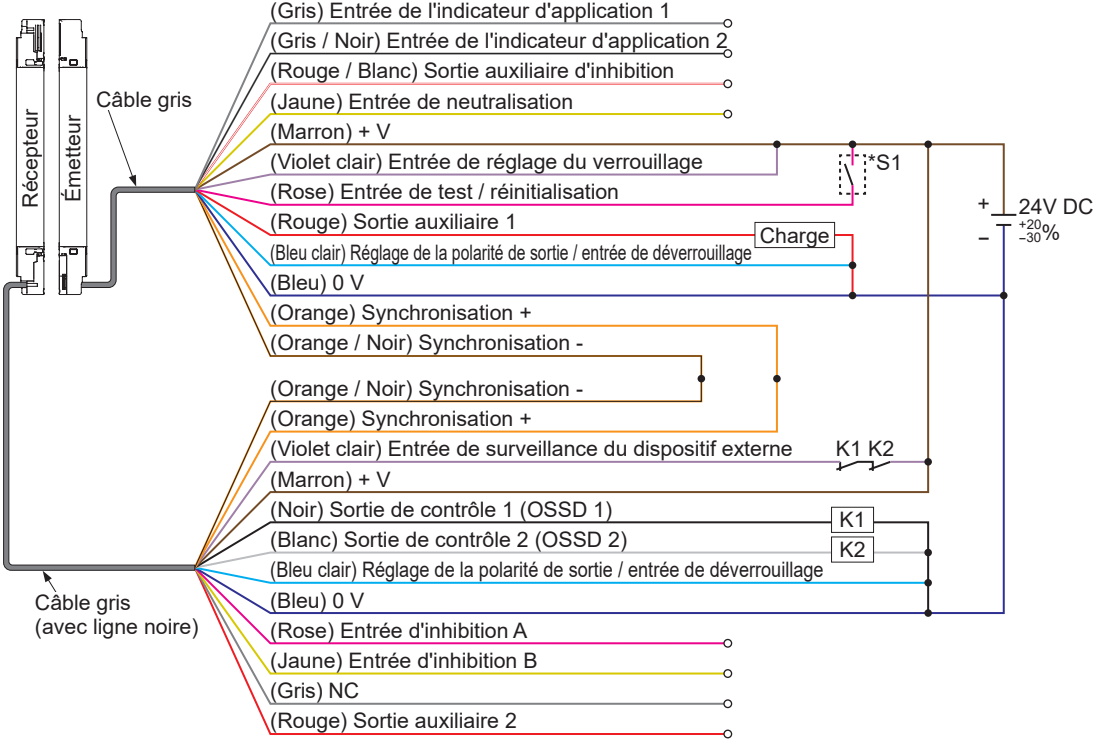 (Gris) Entrée de l'indicateur d'application 1
(Gris / Noir) Entrée de l'indicateur d'application 2
(Rouge / Blanc) Sortie auxiliaire d'inhibition
(Jaune) Entrée de neutralisation
(Marron) + V
(Violet clair) Entrée de réglage du verrouillage
(Rose) Entrée de test / réinitialisation
(Rouge) Sortie auxiliaire 1
(Bleu clair) Réglage de la polarité de sortie / entrée de déverrouillage
(Bleu) 0 V
(Orange) Synchronisation +
(Orange / Noir) Synchronisation -
Récepteur
Émetteur
Câble gris
*S1
Charge
+
24V DC
+20
−30 %
−
(Orange / Noir) Synchronisation -
(Orange) Synchronisation +
(Violet clair) Entrée de surveillance du dispositif externe
K1 K2
(Marron) + V
(Noir) Sortie de contrôle 1 (OSSD 1)
K1
(Blanc) Sortie de contrôle 2 (OSSD 2)
K2
(Bleu clair) Réglage de la polarité de sortie / entrée de déverrouillage
(Bleu) 0 V
(Rose) Entrée d'inhibition A
(Jaune) Entrée d'inhibition B
(Gris) NC
(Rouge) Sortie auxiliaire 2
Câble gris
(avec ligne noire)